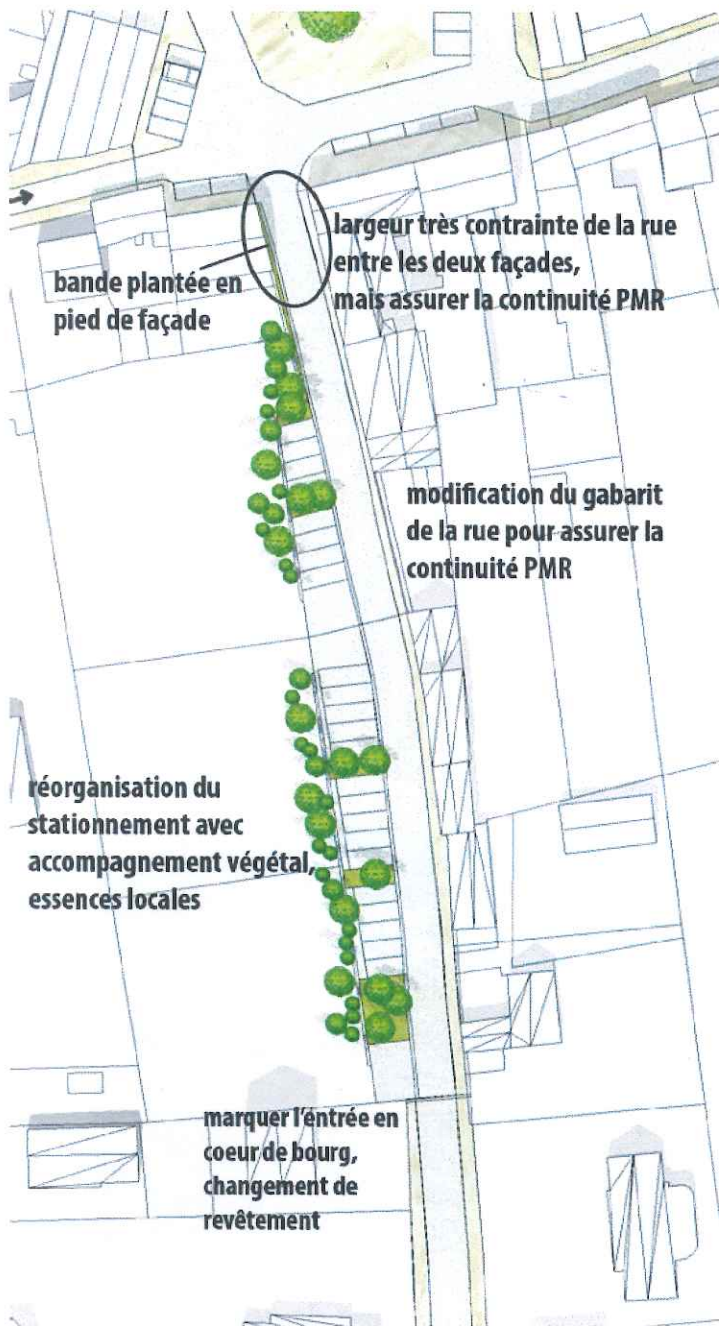 largeur très contrainte de la rue
entre les deux façades,
mais assurer la continuité PMR
bande plantée en
pied de façade
modification du gabarit
de la rue pour assurer la
continuité PMR
réorganisation du
stationnement avec
accompagnement végétal,
essences locales
marquer l'entrée en
coeur de bourg,
changement de
revêtement